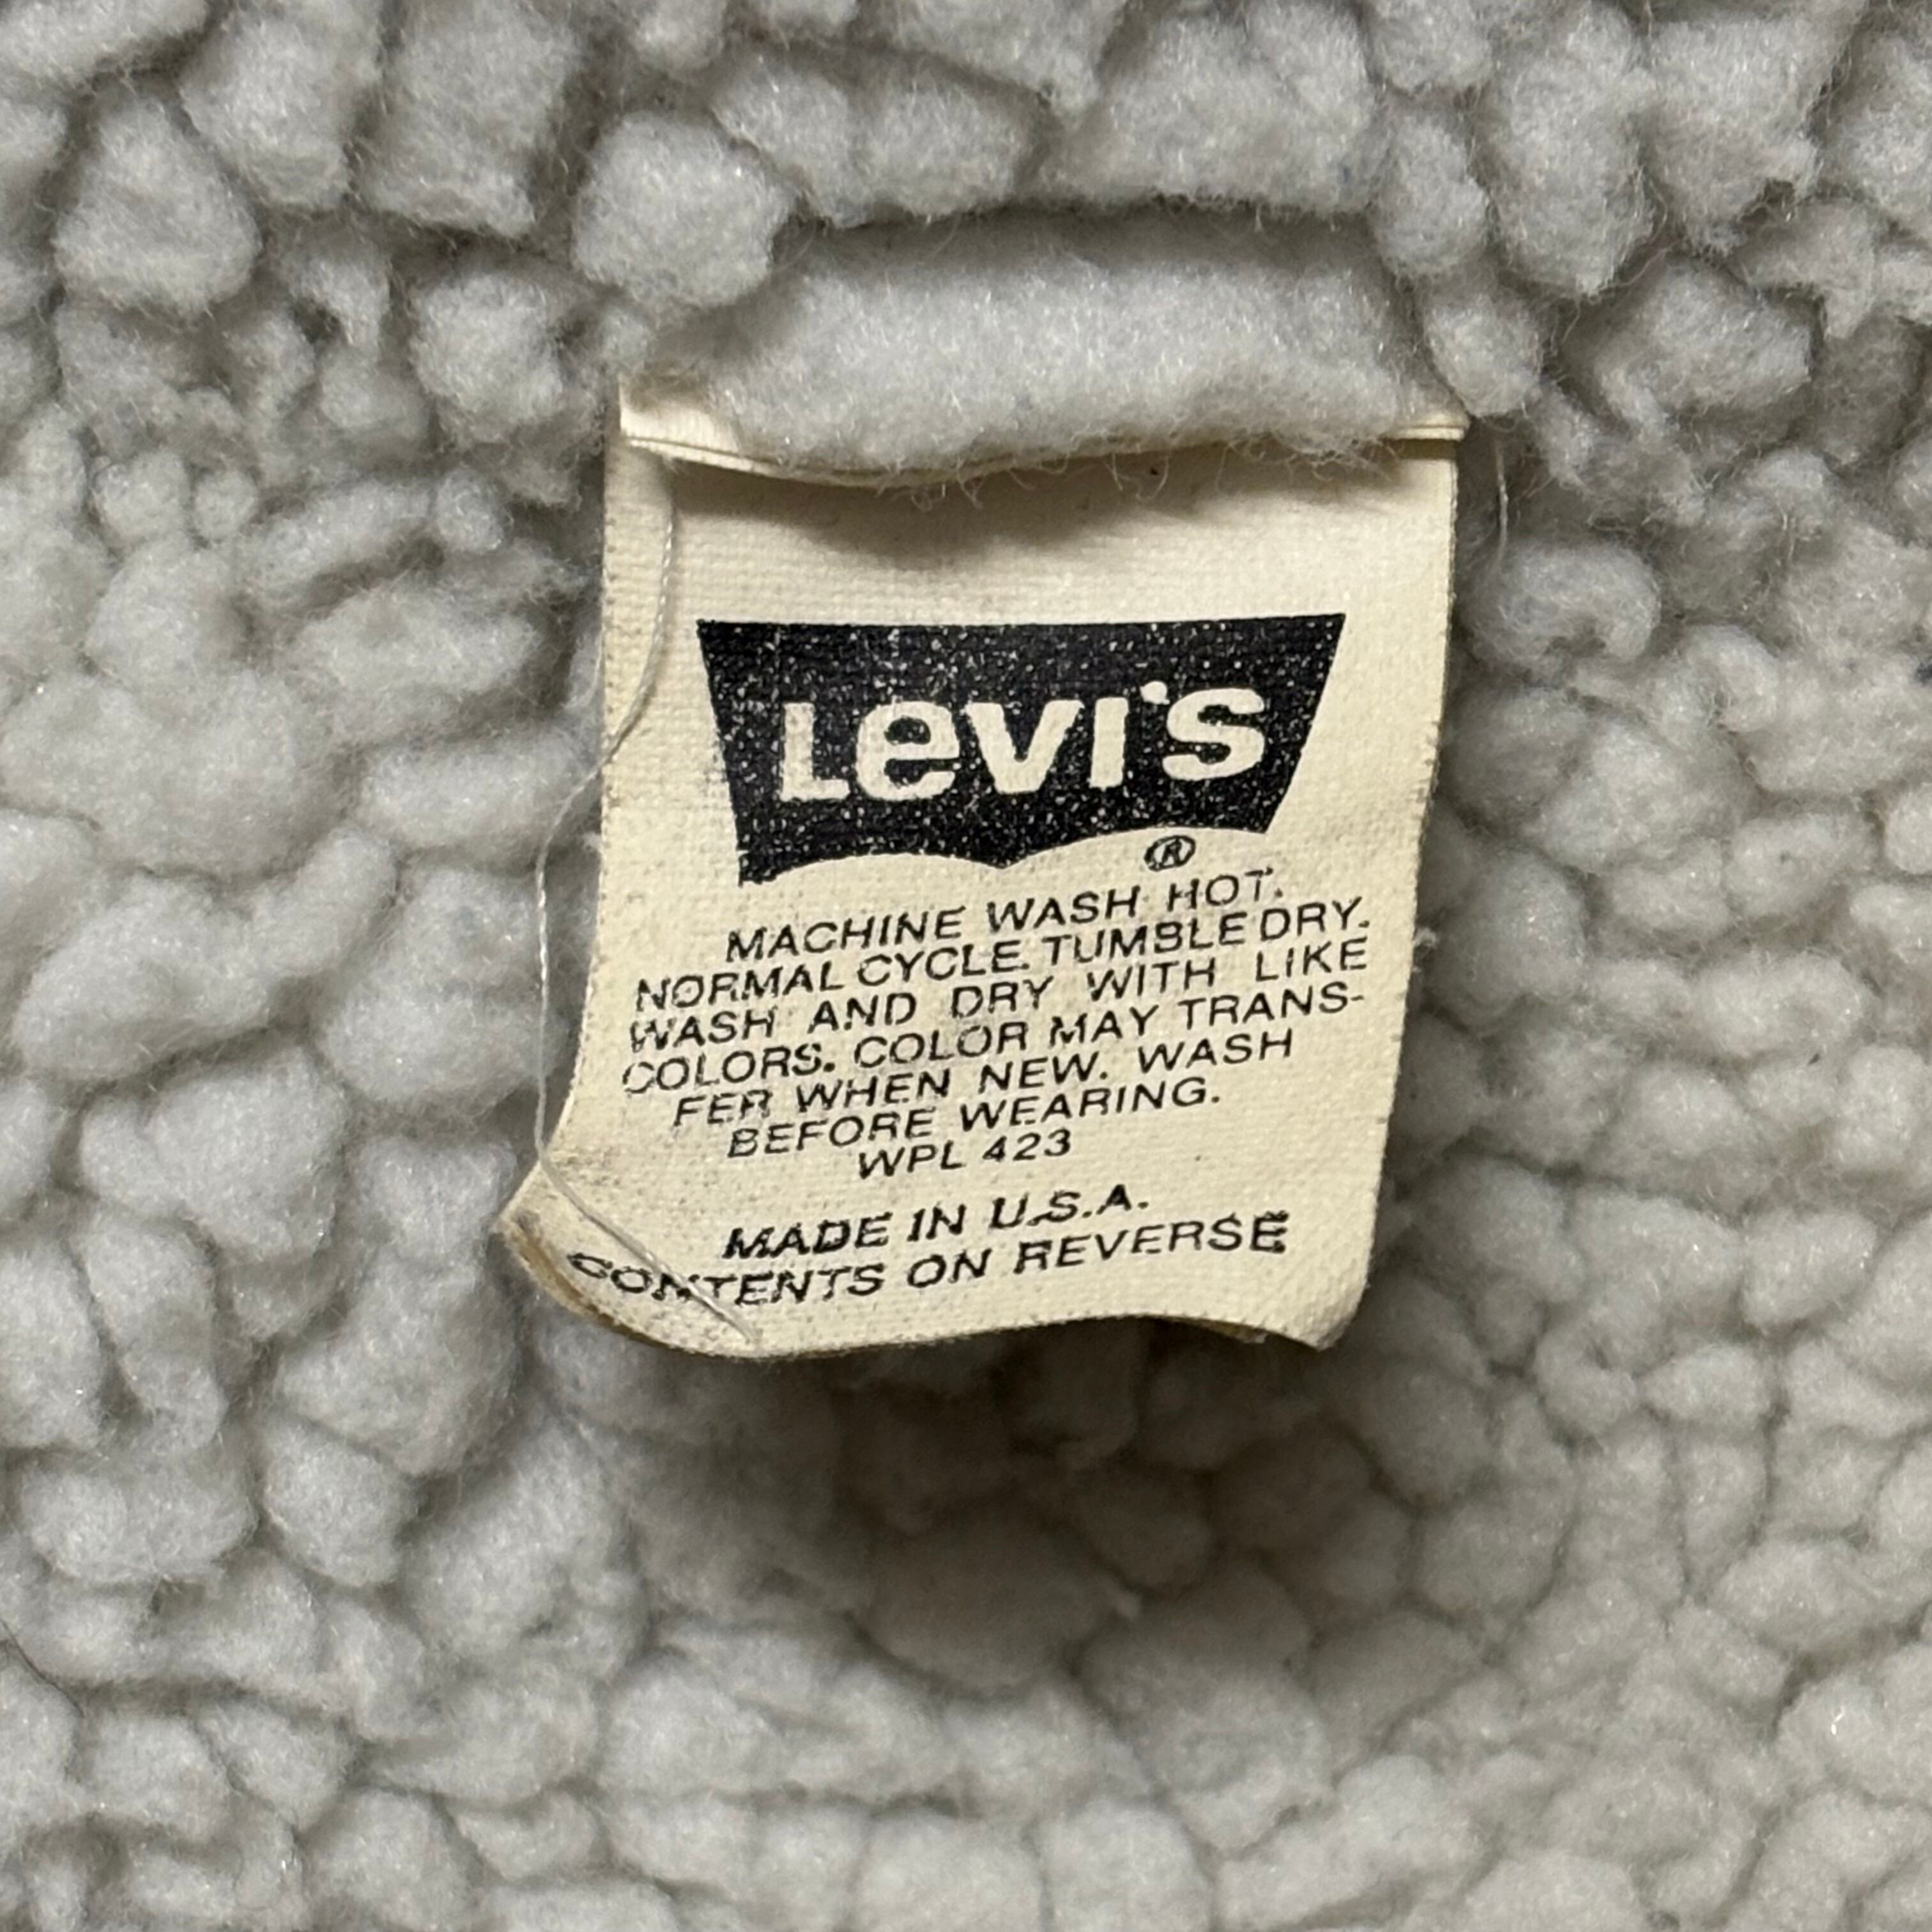 Levi's
®
MACHINE WASH HOT.
NORMAL CYCLE. TUMBLE DRY.
WASH AND DRY WITH LIKE
COLORS. COLOR MAY TRANS-
FER WHEN NEW. WASH
BEFORE WEARING.
WPL 423
MADE IN U.S.A.
CONTENTS ON REVERSE